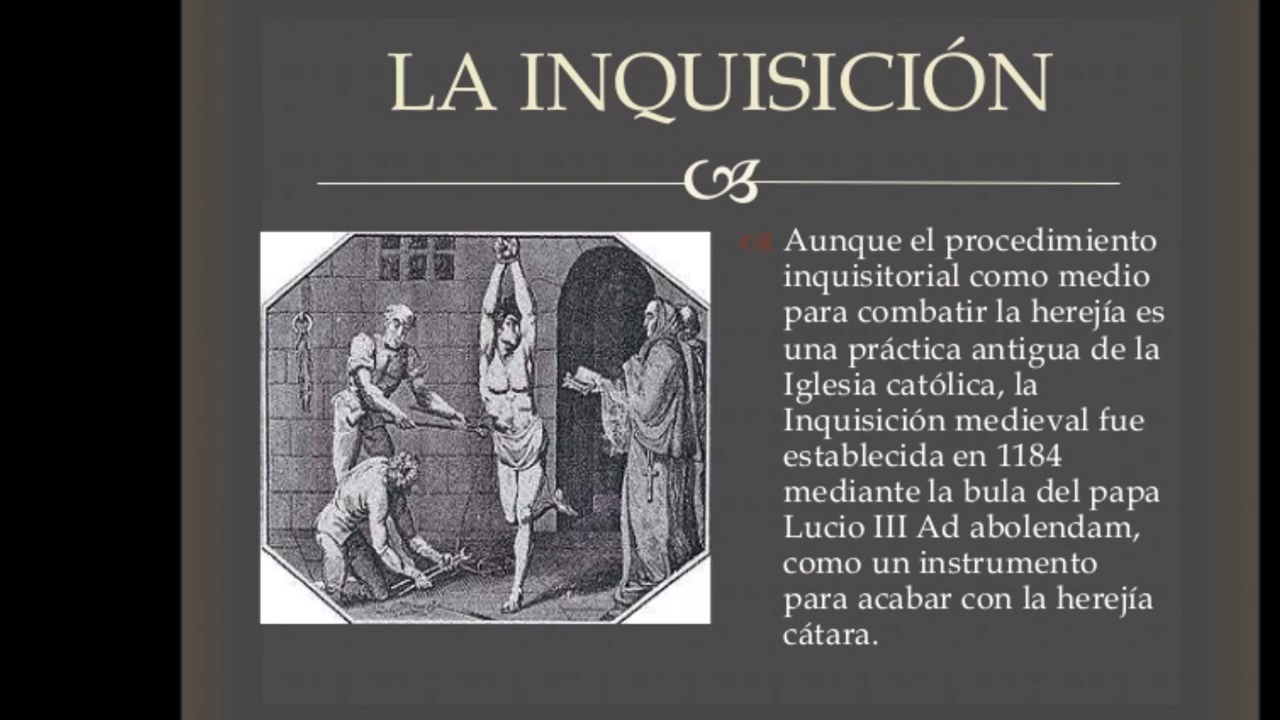 LA INQUISICIÓN
Aunque el procedimiento
inquisitorial como medio
para combatir la herejía es
una práctica antigua de la
Iglesia católica, la
Inquisición medieval fue
establecida en 1184
mediante la bula del papa
Lucio III Ad abolendam,
como un instrumento
para acabar con la herejía
cátara.